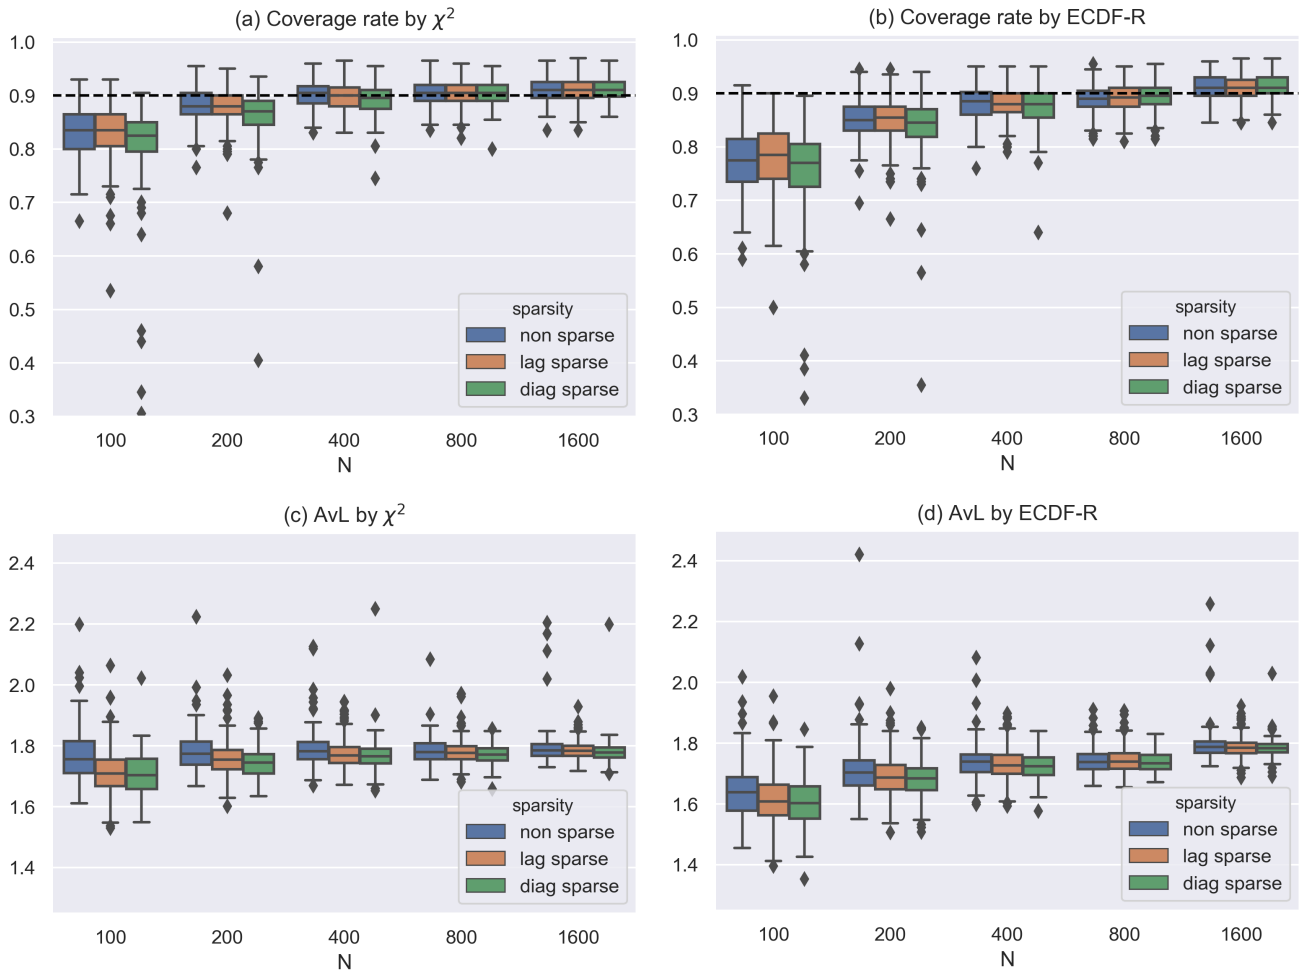 (a) Coverage rate by χ²
1.0
0.9
0.8
0.7
0.6
0.5
0.4
0.3
sparsity
non sparse
lag sparse
diag sparse
100 200 400 800 1600
N
(b) Coverage rate by ECDF-R
1.0
0.9
0.8
0.7
0.6
0.5
0.4
0.3
sparsity
non sparse
lag sparse
diag sparse
100 200 400 800 1600
N
(c) AvL by χ²
2.4
2.2
2.0
1.8
1.6
1.4
sparsity
non sparse
lag sparse
diag sparse
100 200 400 800 1600
N
(d) AvL by ECDF-R
2.4
2.2
2.0
1.8
1.6
1.4
sparsity
non sparse
lag sparse
diag sparse
100 200 400 800 1600
N